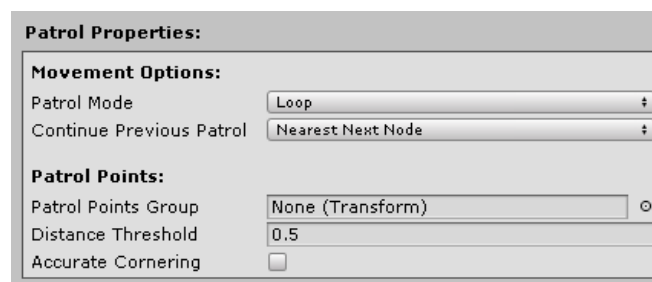 Patrol Properties:
Movement Options:
Patrol Mode Loop
Continue Previous Patrol Nearest Next Node
Patrol Points:
Patrol Points Group None (Transform)
Distance Threshold 0.5
Accurate Cornering